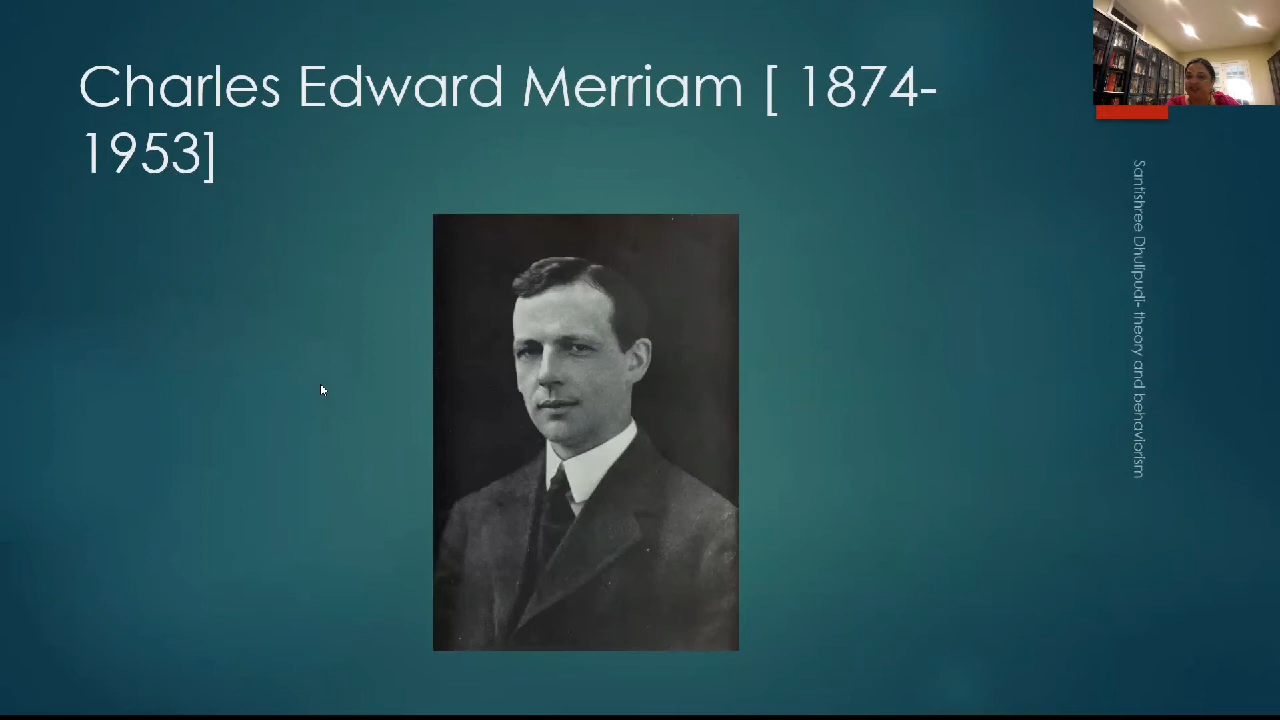 Charles Edward Merriam [ 1874-
1953]
Santishree Dhulipudi- theory and behaviorism